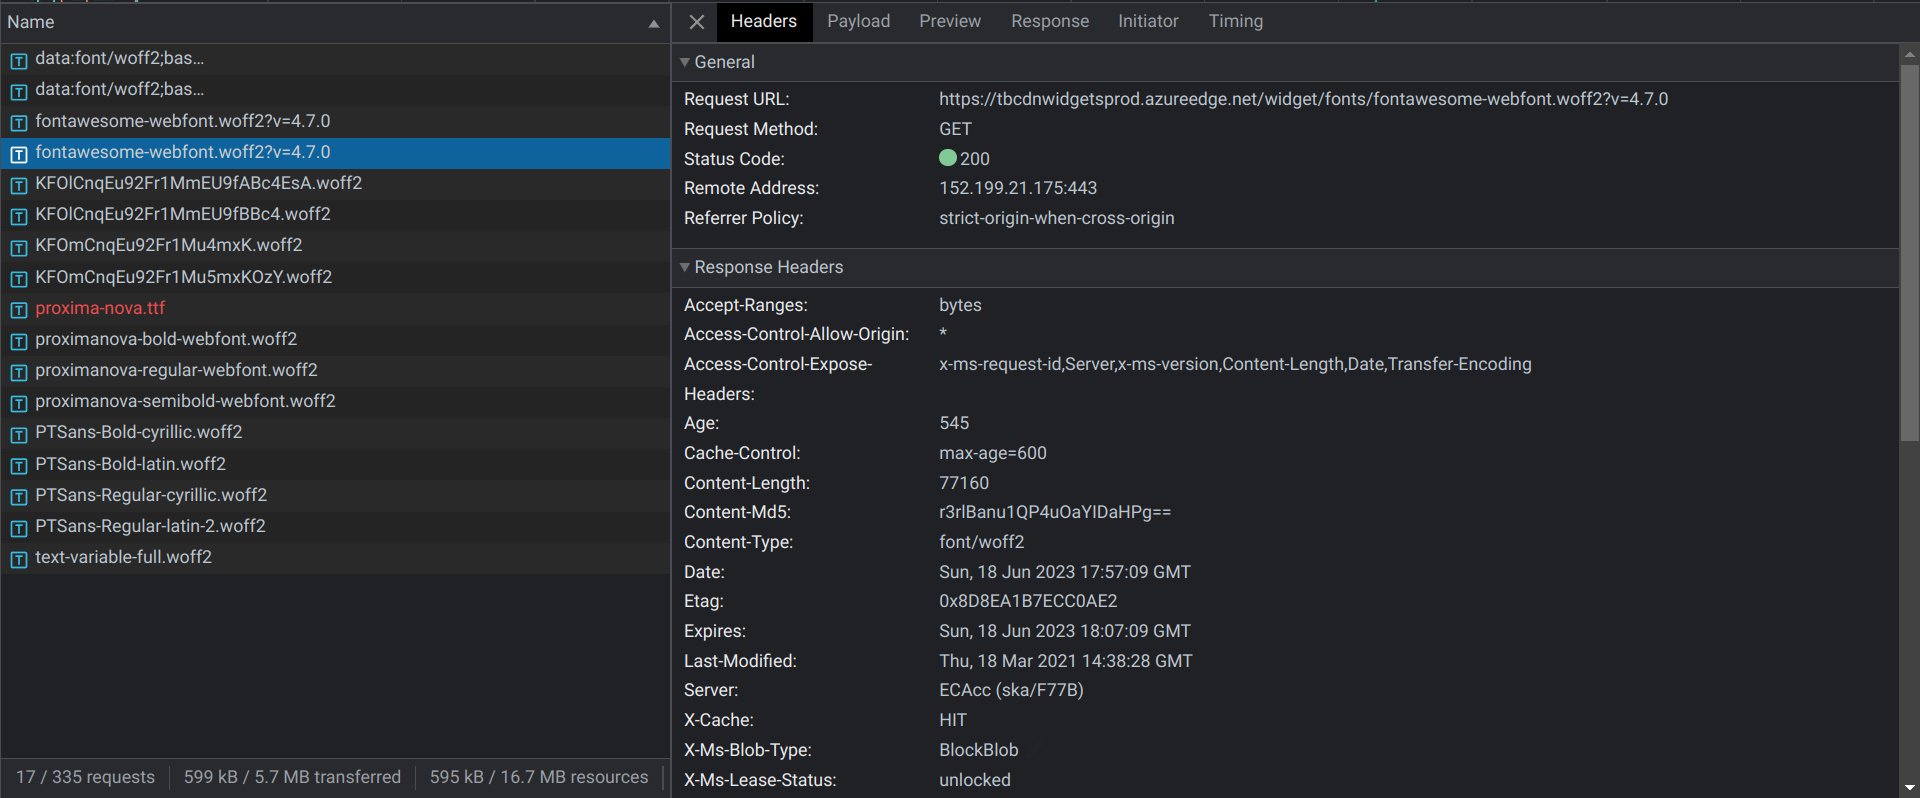 Name
data:font/woff2;bas...
data:font/woff2;bas...
fontawesome-webfont.woff2?v=4.7.0
fontawesome-webfont.woff2?v=4.7.0
KFOlCnqEu92Fr1MmEU9fABc4EsA.woff2
KFOlCnqEu92Fr1MmEU9fBBc4.woff2
KFOmCnqEu92Fr1Mu4mxK.woff2
KFOmCnqEu92Fr1Mu5mxKOzY.woff2
proxima-nova.ttf
proximanova-bold-webfont.woff2
proximanova-regular-webfont.woff2
proximanova-semibold-webfont.woff2
PTSans-Bold-cyrillic.woff2
PTSans-Bold-latin.woff2
PTSans-Regular-cyrillic.woff2
PTSans-Regular-latin-2.woff2
text-variable-full.woff2
17 / 335 requests 599 kB / 5.7 MB transferred 595 kB / 16.7 MB resources
Headers Payload Preview Response Initiator Timing
General
Request URL: https://tbcdnwidgetsprod.azureedge.net/widget/fonts/fontawesome-webfont.woff2?v=4.7.0
Request Method: GET
Status Code: 200
Remote Address: 152.199.21.175:443
Referrer Policy: strict-origin-when-cross-origin
Response Headers
Accept-Ranges: bytes
Access-Control-Allow-Origin: *
Access-Control-Expose- x-ms-request-id,Server,x-ms-version,Content-Length,Date,Transfer-Encoding
Headers:
Age: 545
Cache-Control: max-age=600
Content-Length: 77160
Content-Md5: r3rlBanu1QP4uOaYIDaHPg==
Content-Type: font/woff2
Date: Sun, 18 Jun 2023 17:57:09 GMT
Etag: 0x8D8EA1B7ECC0AE2
Expires: Sun, 18 Jun 2023 18:07:09 GMT
Last-Modified: Thu, 18 Mar 2021 14:38:28 GMT
Server: ECAcc (ska/F77B)
X-Cache: HIT
X-Ms-Blob-Type: BlockBlob
X-Ms-Lease-Status: unlocked